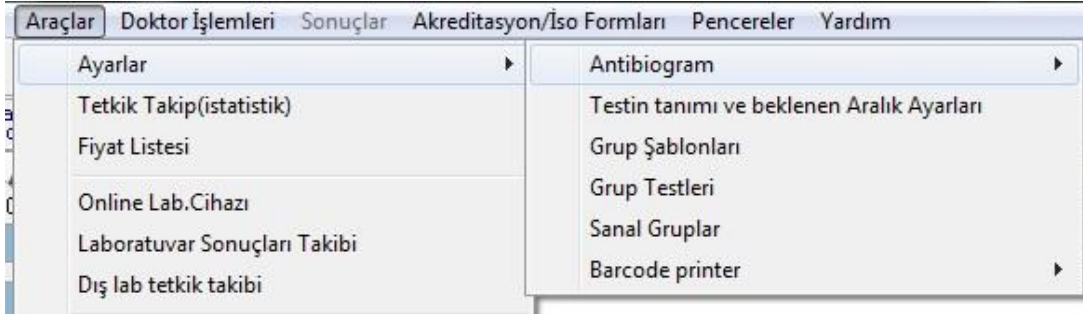 Araçlar Doktor İşlemleri Sonuçlar Akreditasyon/İso Formları Pencereler Yardım
Ayarlar
Tetkik Takip(istatistik)
Fiyat Listesi
Online Lab.Cihazı
Laboratuvar Sonuçları Takibi
Dış lab tetkik takibi
Antibiogram
Testin tanımı ve beklenen Aralık Ayarları
Grup Şablonları
Grup Testleri
Sanal Gruplar
Barcode printer